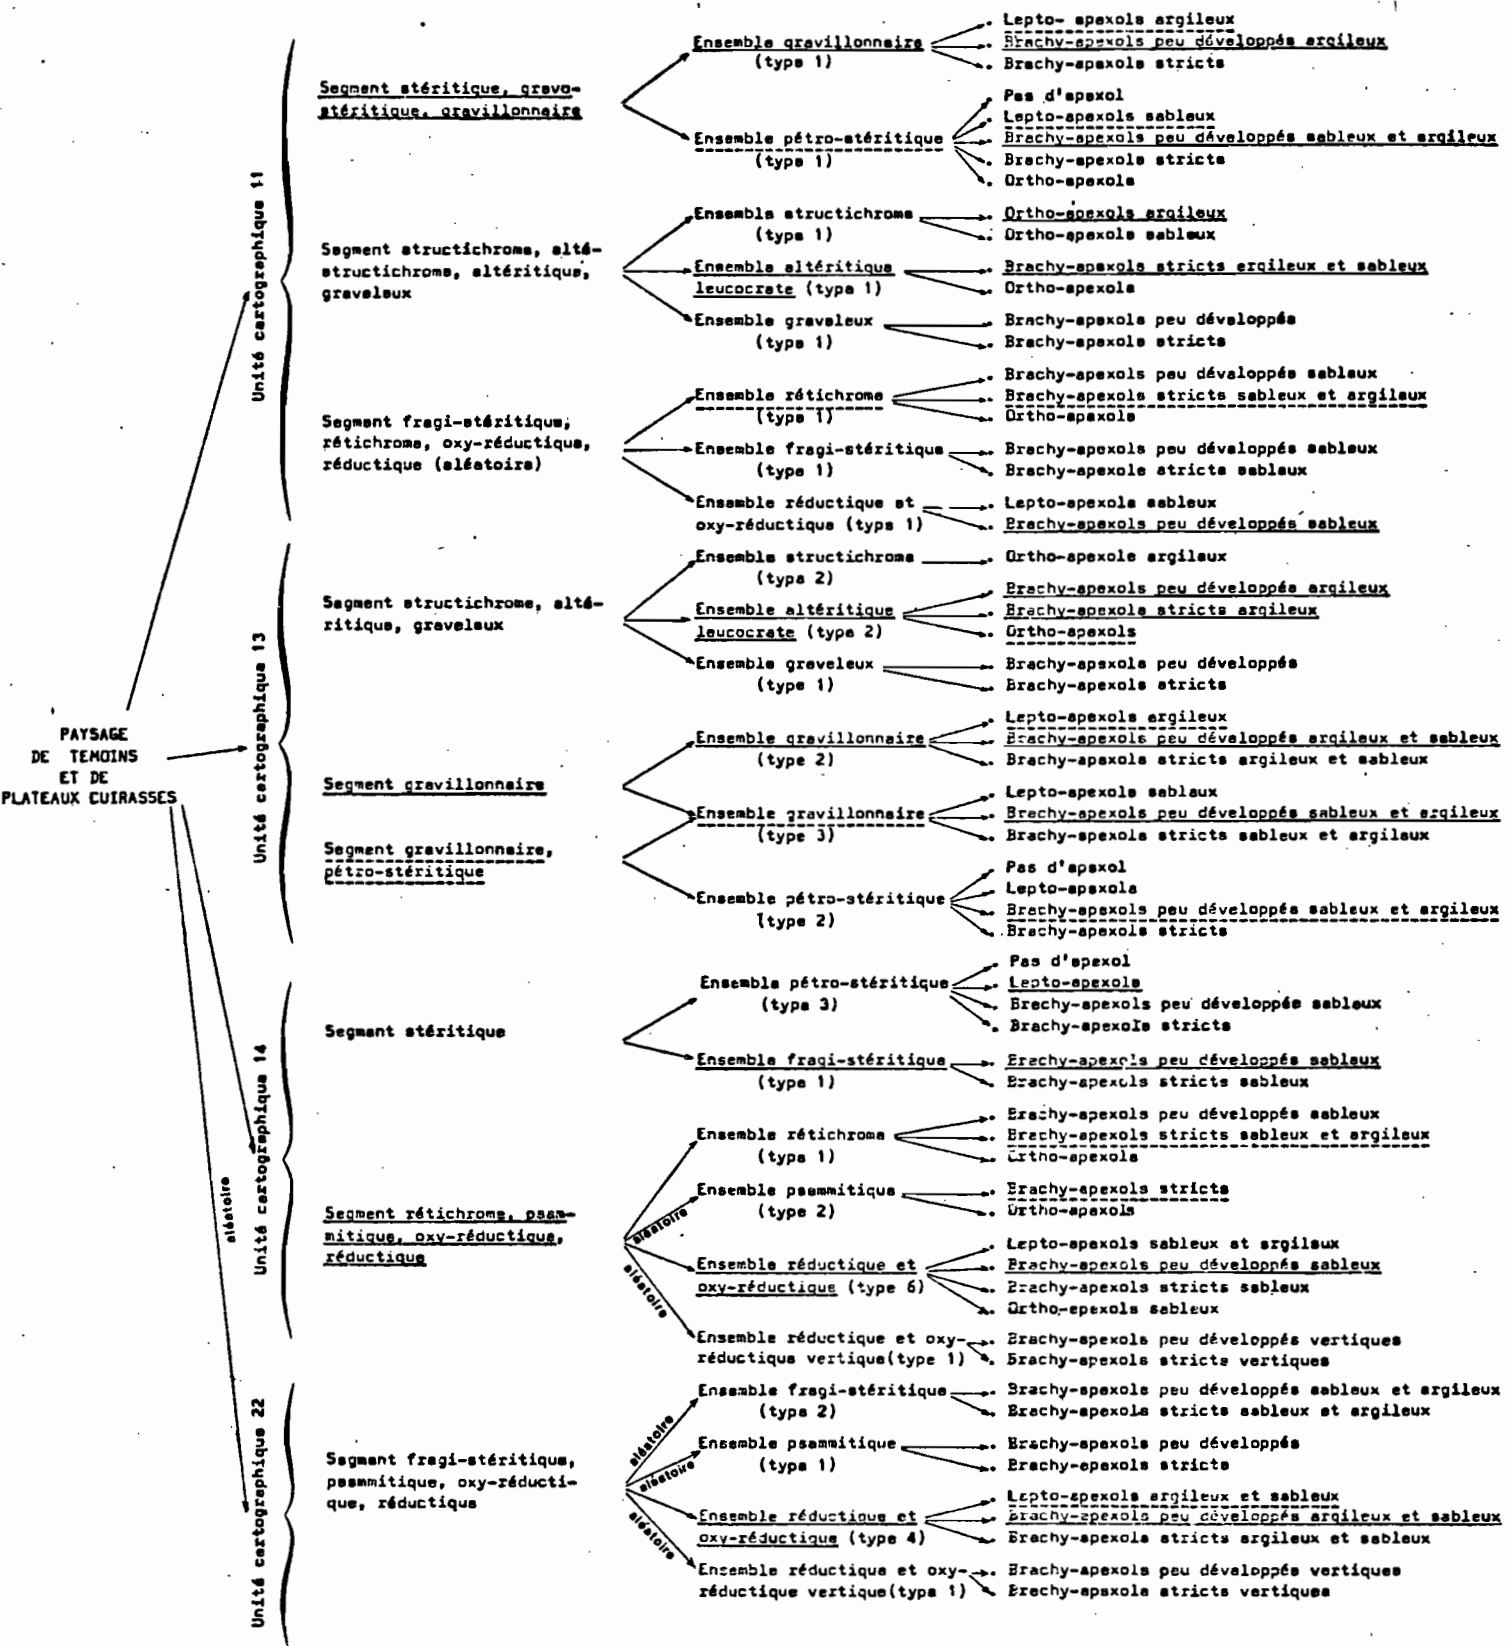 PAYSAGE
DE TEMOINS
ET DE
PLATEAUX CUIRASSES
Unité cartographique 11
Segment stéritique, gravo-
stéritique, gravillonnaire
Ensemble gravillonnaire
(type 1)
Lepto- apexols argileux
Brachy-apexols peu développés argileux
Brachy-apexols stricts
Ensemble pétro-stéritique
(type 1)
Pas d'apexol
Lepto-apexols sableux
Brachy-apexols peu développés sableux et argileux
Brachy-apexols stricts
Ortho-apexols
Segment structichrome, alté-
structichrome, altéritique,
graveleux
Ensemble structichrome
(type 1)
Ortho-apexols argileux
Ortho-apexols sableux
Ensemble altéritique
leucocrate (type 1)
Brachy-apexols stricts argileux et sableux
Ortho-apexols
Ensemble graveleux
(type 1)
Brachy-apexols peu développés
Brachy-apexols stricts
Segment fragi-stéritique,
rétichrome, oxy-réductique,
réductique (aléatoire)
Ensemble rétichrome
(type 1)
Brachy-apexols peu développés sableux
Brachy-apexols stricts sableux et argileux
Ortho-apexols
Ensemble fragi-stéritique
(type 1)
Brachy-apexols peu développés sableux
Brachy-apexols stricts sableux
Ensemble réductique et
oxy-réductique (type 1)
Lepto-apexols sableux
Brachy-apexols peu développés sableux
Unité cartographique 13
Segment structichrome, alté-
ritique, graveleux
Ensemble structichrome
(type 2)
Ortho-apexols argileux
Ensemble altéritique
leucocrate (type 2)
Brachy-apexols peu développés argileux
Brachy-apexols stricts argileux
Ortho-apexols
Ensemble graveleux
(type 1)
Brachy-apexols peu développés
Brachy-apexols stricts
Segment gravillonnaire
Ensemble gravillonnaire
(type 2)
Lepto-apexols argileux
Brachy-apexols peu développés argileux et sableux
Brachy-apexols stricts argileux et sableux
Ensemble gravillonnaire
(type 3)
Lepto-apexols sableux
Brachy-apexols peu développés sableux et argileux
Brachy-apexols stricts sableux et argileux
Segment gravillonnaire,
pétro-stéritique
Ensemble pétro-stéritique
(type 2)
Pas d'apexol
Lepto-apexols
Brachy-apexols peu développés sableux et argileux
Brachy-apexols stricts
Unité cartographique 14
Segment stéritique
Ensemble pétro-stéritique
(type 3)
Pas d'apexol
Lepto-apexols
Brachy-apexols peu développés sableux
Brachy-apexols stricts
Ensemble fragi-stéritique
(type 1)
Brachy-apexols peu développés sableux
Brachy-apexols stricts sableux
Segment rétichrome, psam-
mitique, oxy-réductique,
réductique
Ensemble rétichrome
(type 1)
Brachy-apexols peu développés sableux
Brachy-apexols stricts sableux et argileux
Ortho-apexols
aléatoire
Ensemble psammitique
(type 2)
Brachy-apexols stricts
Ortho-apexols
Ensemble réductique et
oxy-réductique (type 6)
Lepto-apexols sableux et argileux
Brachy-apexols peu développés sableux
Brachy-apexols stricts sableux
Ortho-apexols sableux
aléatoire
Ensemble réductique et oxy-
réductique vertique(type 1)
Brachy-apexols peu développés vertiques
Brachy-apexols stricts vertiques
aléatoire
Unité cartographique 22
Segment fragi-stéritique,
psammitique, oxy-réducti-
que, réductique
aléatoire
Ensemble fragi-stéritique
(type 2)
Brachy-apexols peu développés sableux et argileux
Brachy-apexols stricts sableux et argileux
aléatoire
Ensemble psammitique
(type 1)
Brachy-apexols peu développés
Brachy-apexols stricts
Ensemble réductique et
oxy-réductique (type 4)
Lepto-apexols argileux et sableux
Brachy-apexols peu développés argileux et sableux
Brachy-apexols stricts argileux et sableux
aléatoire
Ensemble réductique et oxy-
réductique vertique(type 1)
Brachy-apexols peu développés vertiques
Brachy-apexols stricts vertiques